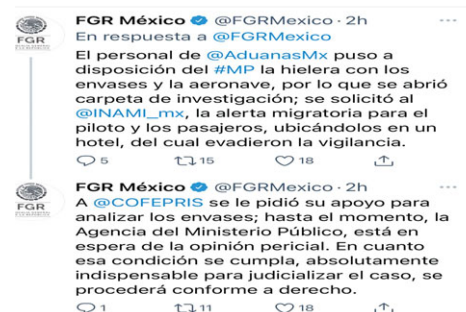 FGR México @FGRMexico · 2h
En respuesta a @FGRMexico
El personal de @AduanasMx puso a
disposición del #MP la hielera con los
envases y la aeronave, por lo que se abrió
carpeta de investigación; se solicitó al
@INAMI_mx, la alerta migratoria para el
piloto y los pasajeros, ubicándolos en un
hotel, del cual evadieron la vigilancia.
5 15 18
FGR
FGR México @FGRMexico · 2h
A @COFEPRIS se le pidió su apoyo para
analizar los envases; hasta el momento, la
Agencia del Ministerio Público, está en
espera de la opinión pericial. En cuanto
esa condición se cumpla, absolutamente
indispensable para judicializar el caso, se
procederá conforme a derecho.
1 11 18
FGR